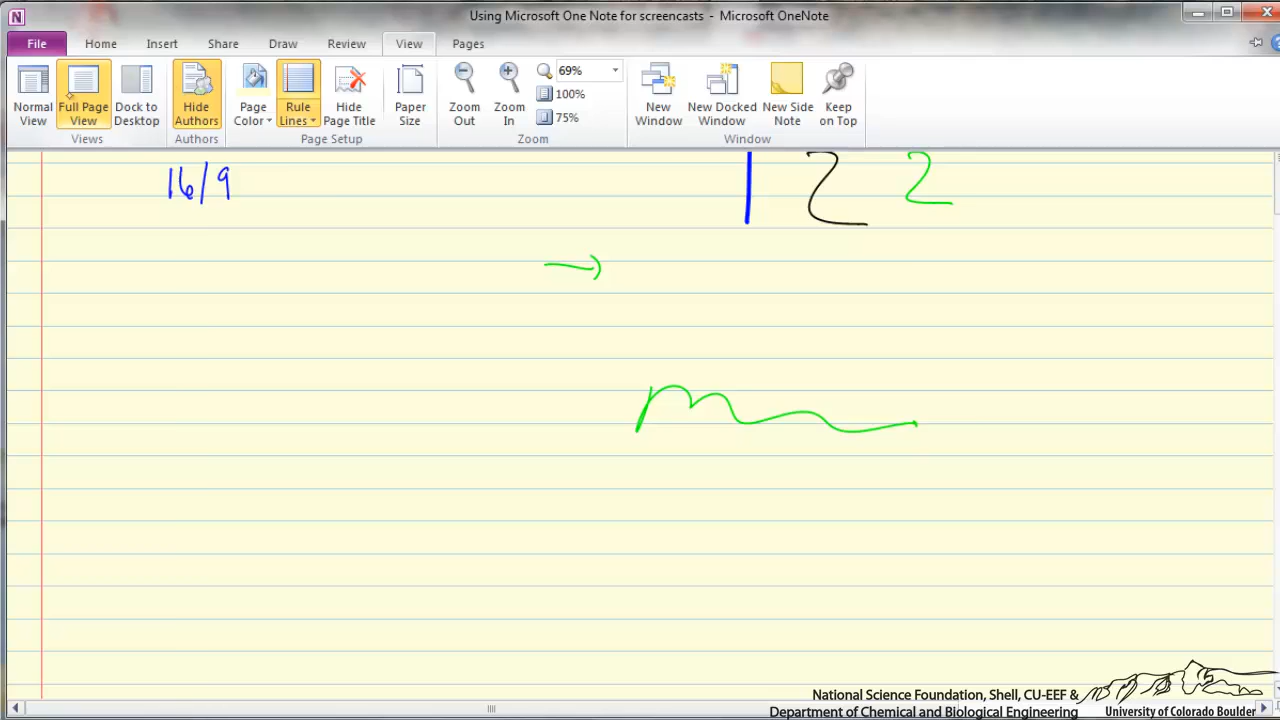 Using Microsoft One Note for screencasts - Microsoft OneNote
File Home Insert Share Draw Review View Pages
Normal View Full Page View Dock to Desktop Hide Authors Page Color Rule Lines Hide Page Title Paper Size Zoom Out Zoom In 69% 100% 75% New Window New Docked Window New Side Note Keep on Top
Views Authors Page Setup Zoom Window
16/9 1 2 2
National Science Foundation, Shell, CU-EEF &
Department of Chemical and Biological Engineering University of Colorado Boulder